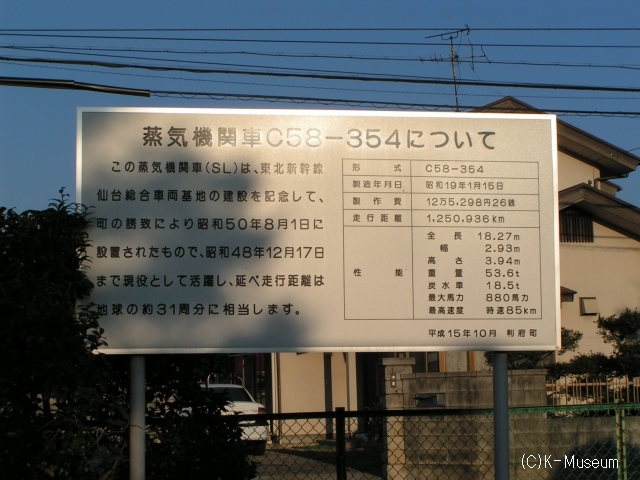 蒸気機関車C58-354について
この蒸気機関車(SL)は、東北新幹線
仙台総合車両基地の建設を記念して、
町の誘致により昭和50年8月1日に
設置されたもので、昭和48年12月17日
まで現役として活躍し、延べ走行距離は
地球の約31周分に相当します。
形式 C58-354
製造年月日 昭和19年1月15日
製作費 12万5,298円26銭
走行距離 1,250,936km
性能
全長 18.27m
幅 2.93m
高さ 3.94m
重量 53.6t
炭水車 18.5t
最大馬力 880馬力
最高速度 時速85km
平成15年10月 利府町
(C)K-Museum